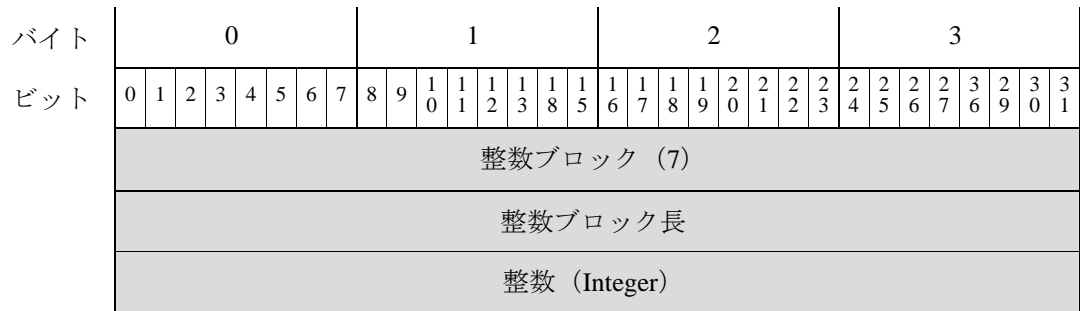 バイト 0 1 2 3
ビット 0 1 2 3 4 5 6 7 8 9 10 11 12 13 18 15 16 17 18 19 20 21 22 23 24 25 26 27 36 29 30 31
整数ブロック（7）
整数ブロック長
整数（Integer）